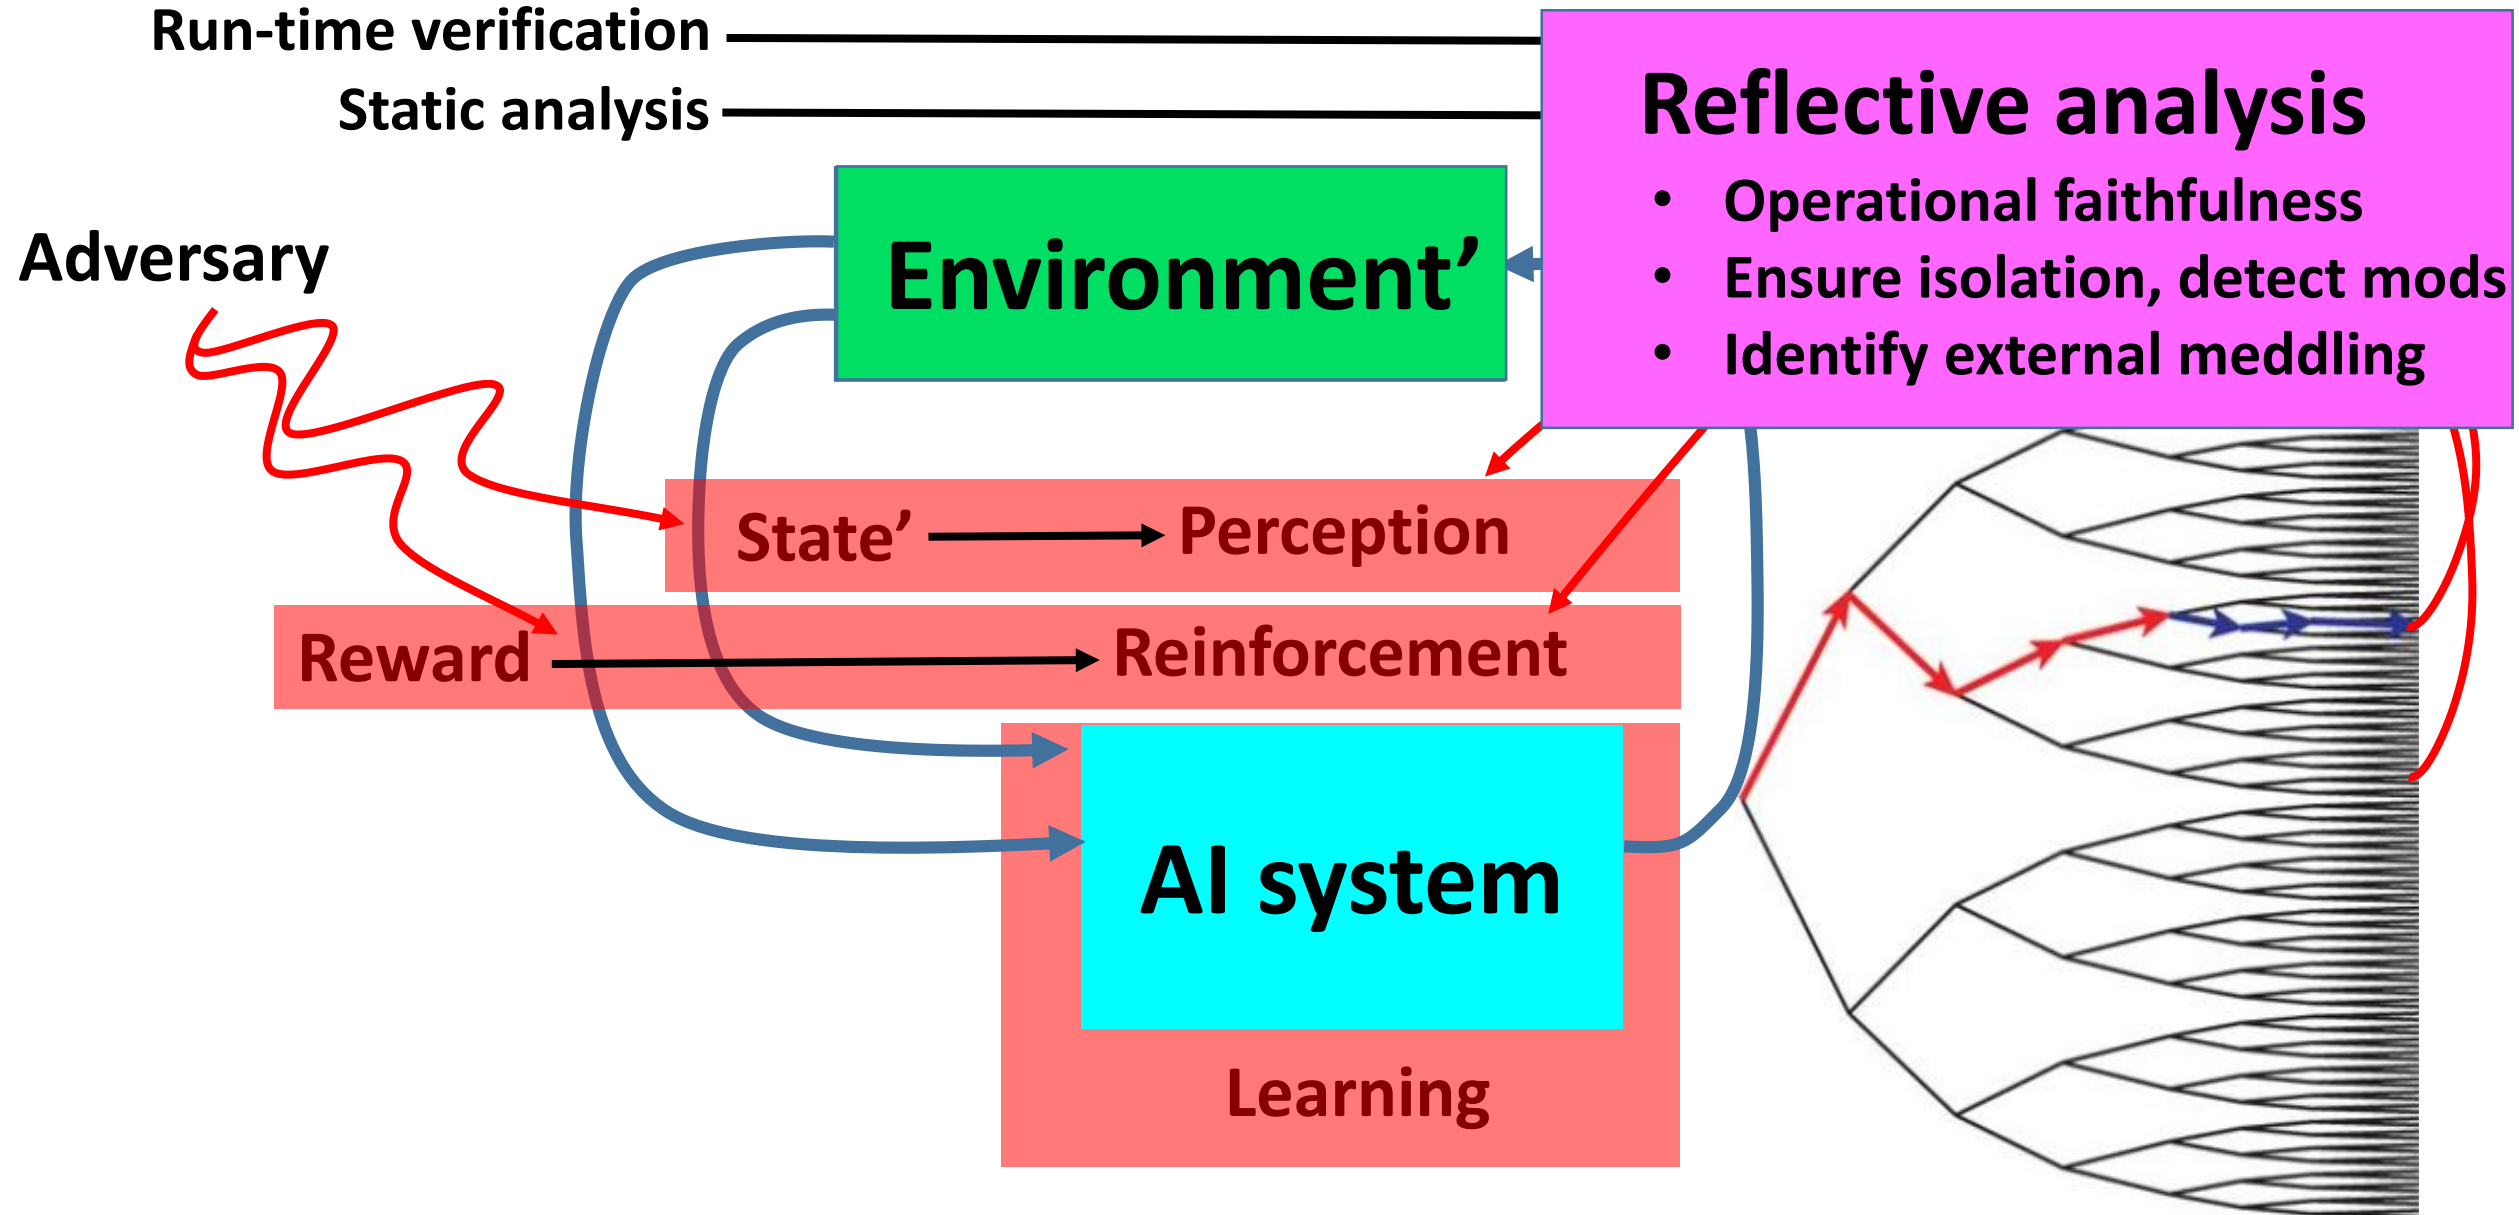 Run-time verification
Static analysis
Reflective analysis
• Operational faithfulness
• Ensure isolation, detect mods
• Identify external meddling
Adversary
Environment’
State’
Perception
Reward
Reinforcement
AI system
Learning